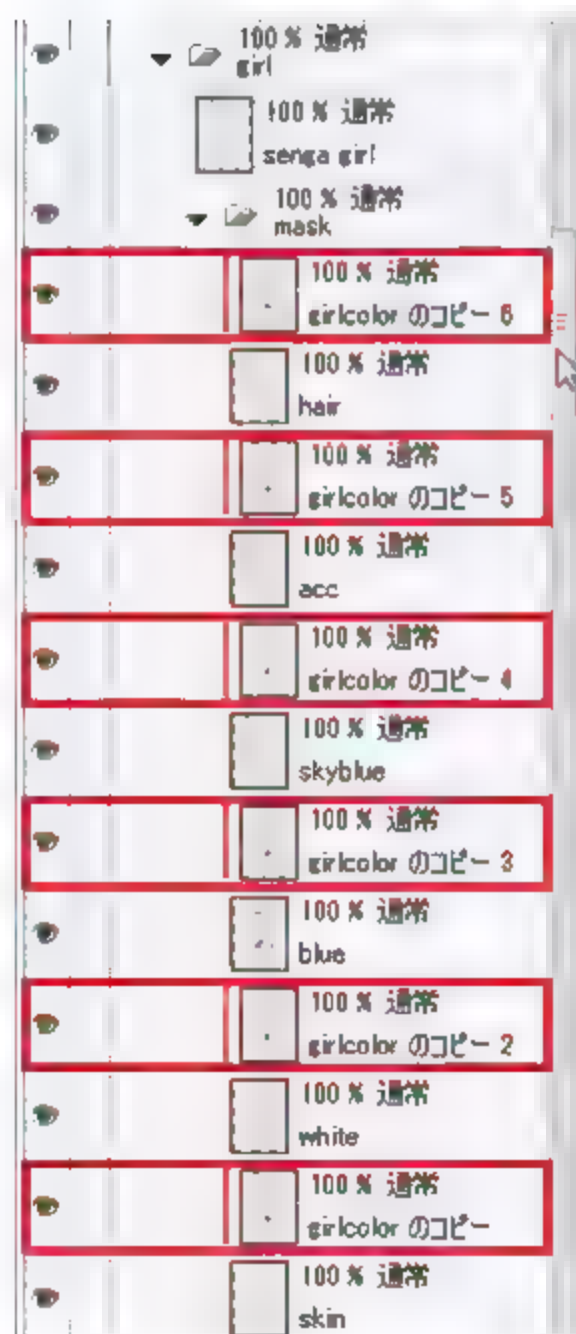 100 % 通常
girl
100 % 通常
senga girl
100 % 通常
mask
100 % 通常
girlcolor のコピー 6
100 % 通常
hair
100 % 通常
girlcolor のコピー 5
100 % 通常
acc
100 % 通常
girlcolor のコピー 4
100 % 通常
skyblue
100 % 通常
girlcolor のコピー 3
100 % 通常
blue
100 % 通常
girlcolor のコピー 2
100 % 通常
white
100 % 通常
girlcolor のコピー
100 % 通常
skin